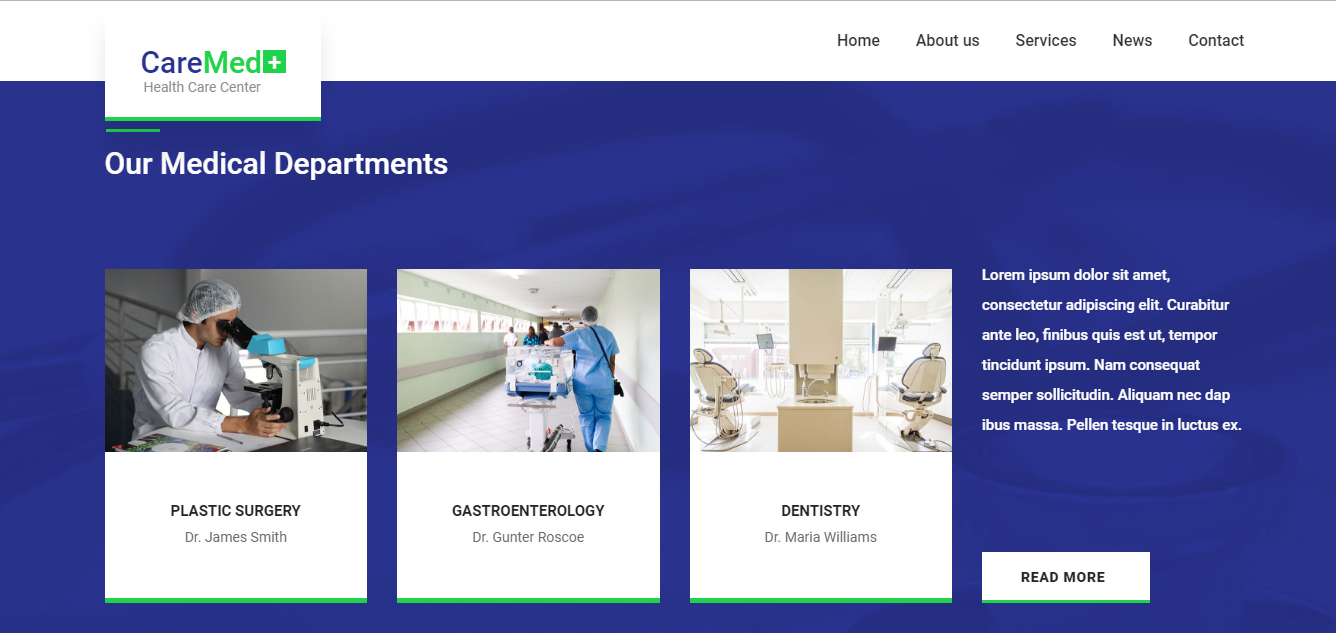 Home About us Services News Contact
CareMed+
Health Care Center
Our Medical Departments
Lorem ipsum dolor sit amet,
consectetur adipiscing elit. Curabitur
ante leo, finibus quis est ut, tempor
tincidunt ipsum. Nam consequat
semper sollicitudin. Aliquam nec dap
ibus massa. Pellen tesque in luctus ex.
PLASTIC SURGERY
Dr. James Smith
GASTROENTEROLOGY
Dr. Gunter Roscoe
DENTISTRY
Dr. Maria Williams
READ MORE